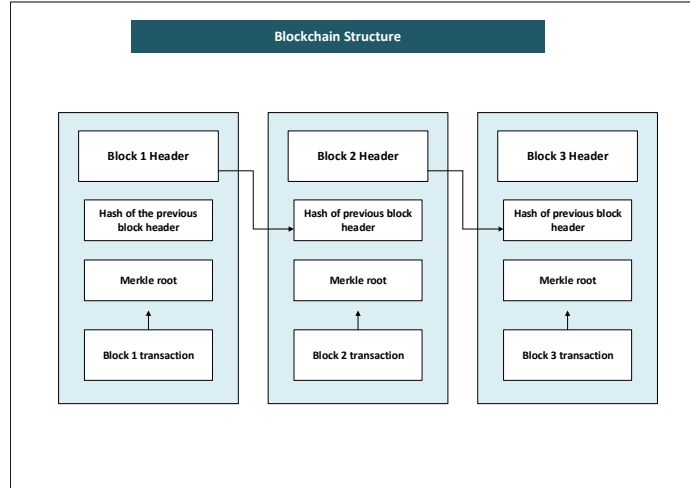 Blockchain Structure
Block 1 Header
Hash of the previous
block header
Merkle root
Block 1 transaction
Block 2 Header
Hash of previous block
header
Merkle root
Block 2 transaction
Block 3 Header
Hash of previous block
header
Merkle root
Block 3 transaction